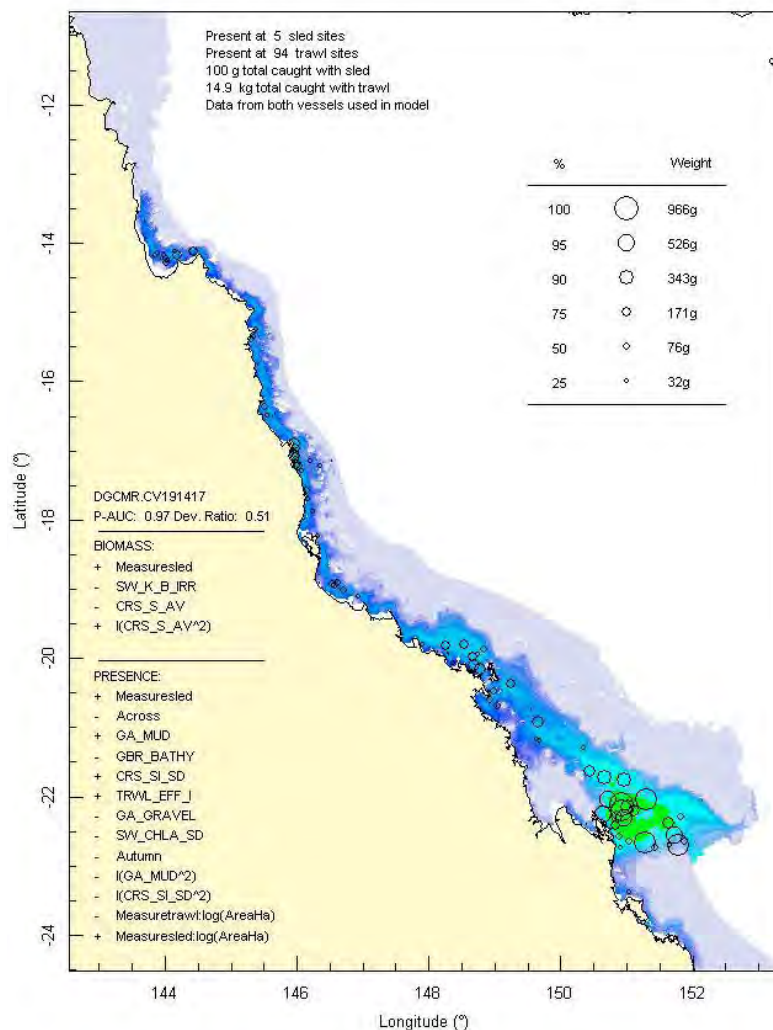 Present at 5 sled sites
Present at 94 trawl sites
100 g total caught with sled
14.9 kg total caught with trawl
Data from both vessels used in model
% Weight
100 966g
95 526g
90 343g
75 171g
50 76g
25 32g
DGCMR.CV191417
P-AUC: 0.97 Dev. Ratio: 0.51
BIOMASS:
+ Measuresled
- SW_K_B_IRR
- CRS_S_AV
+ I(CRS_S_AV^2)
PRESENCE:
+ Measuresled
- Across
+ GA_MUD
- GBR_BATHY
+ CRS_SI_SD
+ TRWL_EFF_I
- GA_GRAVEL
- SW_CHLA_SD
- Autumn
- I(GA_MUD^2)
- I(CRS_SI_SD^2)
- Measuretrawl:log(AreaHa)
+ Measuresled:log(AreaHa)
Latitude (°)
-12
-14
-16
-18
-20
-22
-24
144 146 148 150 152
Longitude (°)